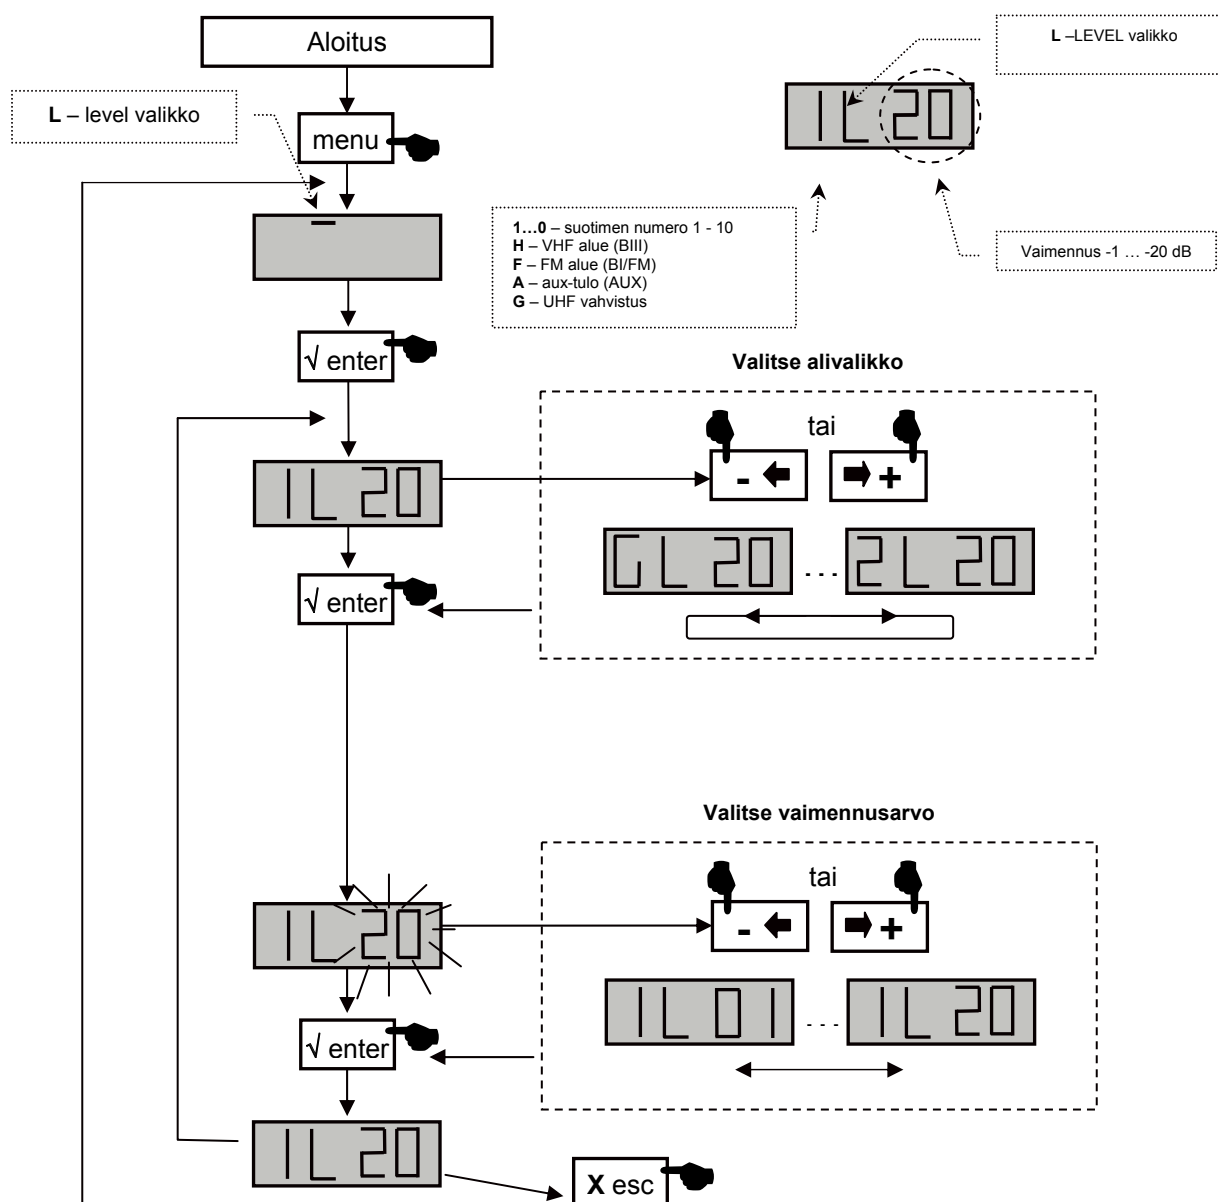 Aloitus
L –LEVEL valikko
L – level valikko
1L 20
menu
1...0 – suotimen numero 1 - 10
H – VHF alue (BIII)
F – FM alue (BI/FM)
A – aux-tulo (AUX)
G – UHF vahvistus
Vaimennus -1 … -20 dB
√ enter
Valitse alivalikko
tai
- +
1L 20
GL 20 ... 2L 20
√ enter
Valitse vaimennusarvo
tai
- +
1L 20
1L 01 ... 1L 20
√ enter
1L 20
X esc